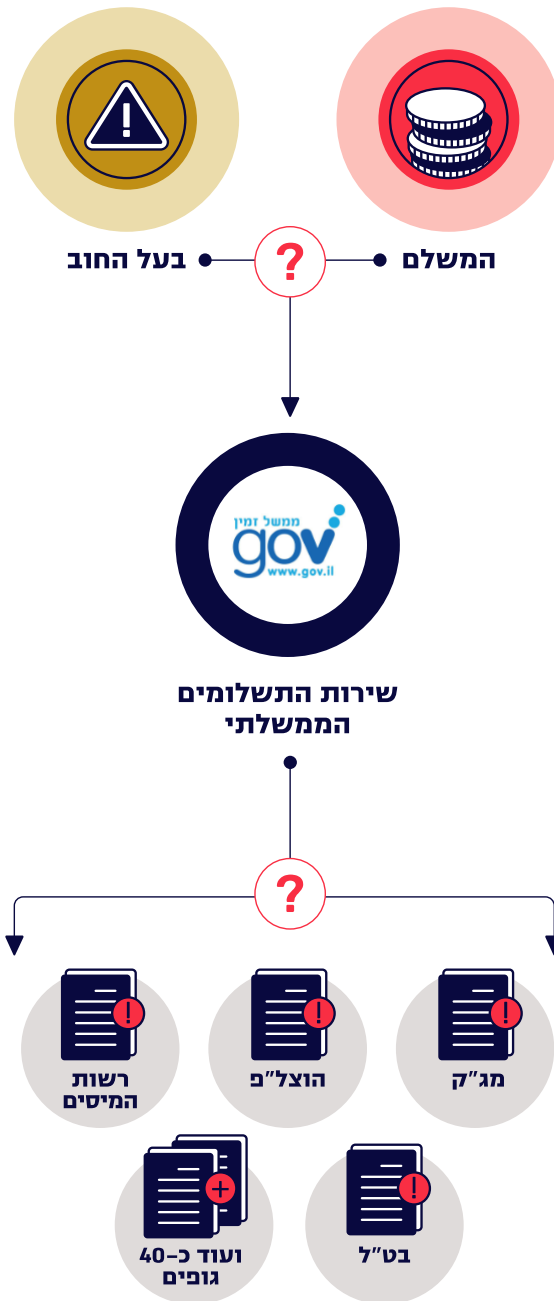 המשלם
בעל החוב
?
ממשל זמין
gov
www.gov.il
שירות התשלומים
הממשלתי
?
מג"ק
הוצל"פ
רשות
המיסים
בט"ל
ועוד כ-40
גופים